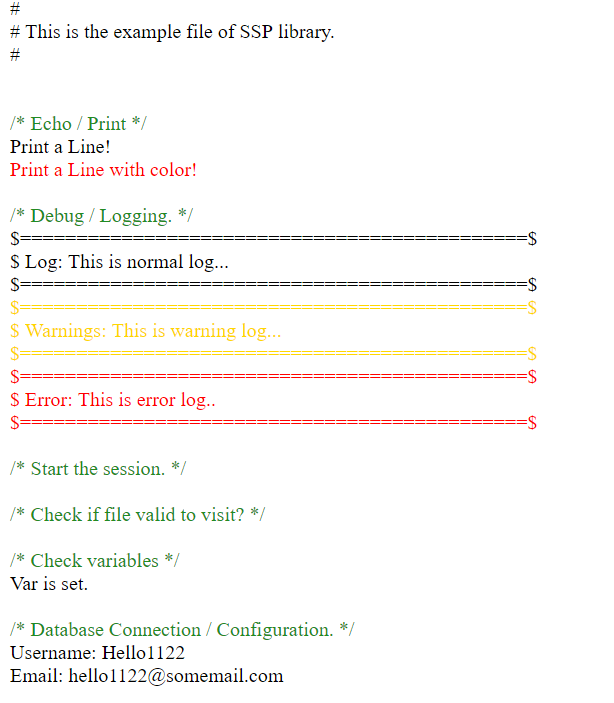 #
# This is the example file of SSP library.
#
/* Echo / Print */
Print a Line!
Print a Line with color!
/* Debug / Logging. */
$=============================================$
$ Log: This is normal log...
$=============================================$
$=============================================$
$ Warnings: This is warning log...
$=============================================$
$=============================================$
$ Error: This is error log..
$=============================================$
/* Start the session. */
/* Check if file valid to visit? */
/* Check variables */
Var is set.
/* Database Connection / Configuration. */
Username: Hello1122
Email: hello1122@somemail.com